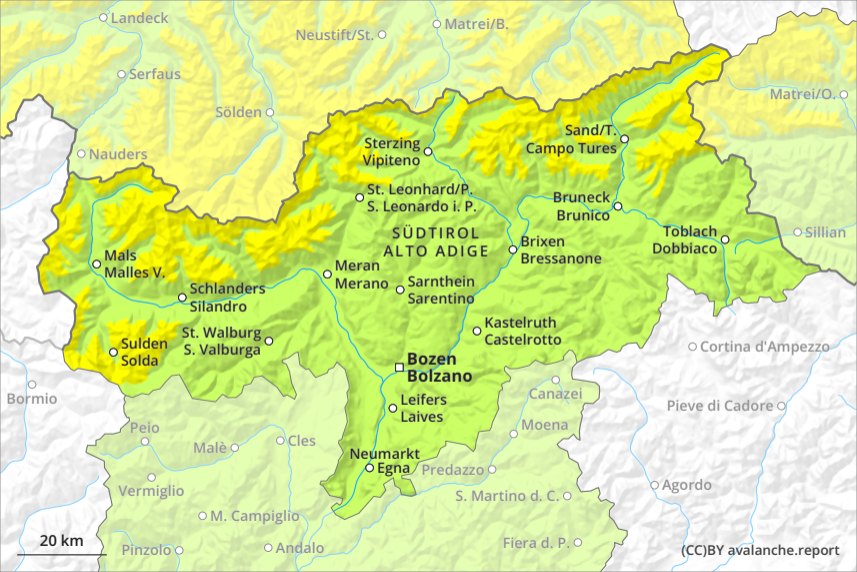 Landeck
Matrei/B.
Neustift/St.
Serfaus
Matrei/O.
Sölden
Sand/T.
Campo Tures
Sterzing
Vipiteno
Nauders
St. Leonhard/P.
S. Leonardo i. P.
Bruneck
Brunico
SÜDTIROL
ALTO ADIGE
Toblach
Dobbiaco
Sillian
Brixen
Bressanone
Mals
Malles V.
Meran
Merano
Sarnthein
Sarentino
Schlanders
Silandro
Kastelruth
Castelrotto
St. Walburg
S. Valburga
Sulden
Solda
Cortina d'Ampezzo
Bozen
Bolzano
Bormio
Canazei
Leifers
Laives
Pieve di Cadore
Peio
Moena
Cles
Malè
Neumarkt
Egna
Predazzo
Vermiglio
Agordo
S. Martino d. C.
M. Campiglio
20 km
Pinzolo
Andalo
Fiera d. P.
(CC)BY avalanche.report